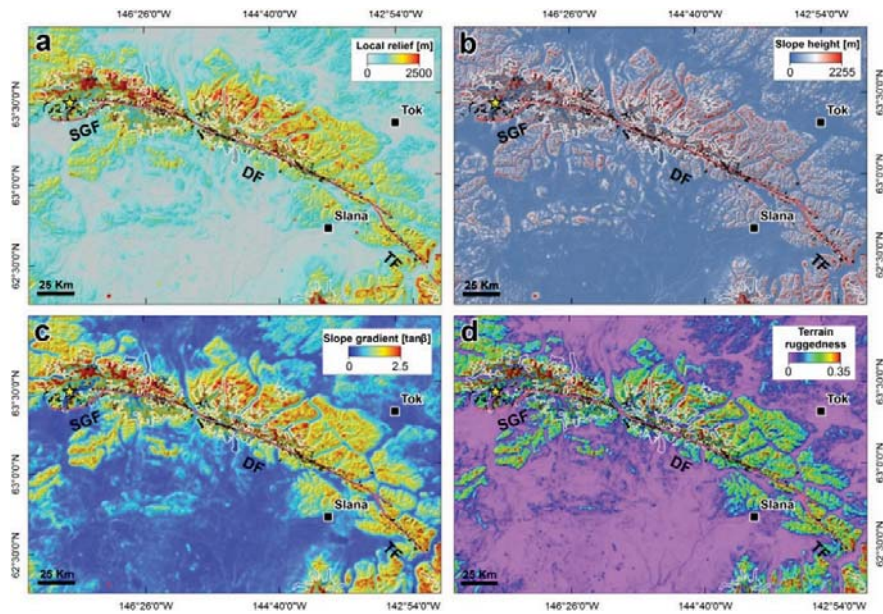 146°26'0"W 144°40'0"W 142°54'0"W 146°26'0"W 144°40'0"W 142°54'0"W
a
Local relief [m]
0 2500
Tok
SGF
DF
Slana
TF
25 Km
63°30'0"N
63°0'0"N
62°30'0"N
b
Slope height [m]
0 2255
Tok
SGF
DF
Slana
TF
25 Km
63°30'0"N
63°0'0"N
62°30'0"N
c
Slope gradient [tanβ]
0 2.5
Tok
SGF
DF
Slana
TF
25 Km
63°30'0"N
63°0'0"N
62°30'0"N
d
Terrain
ruggedness
0 0.35
Tok
SGF
DF
Slana
TF
25 Km
63°30'0"N
63°0'0"N
62°30'0"N
146°26'0"W 144°40'0"W 142°54'0"W 146°26'0"W 144°40'0"W 142°54'0"W